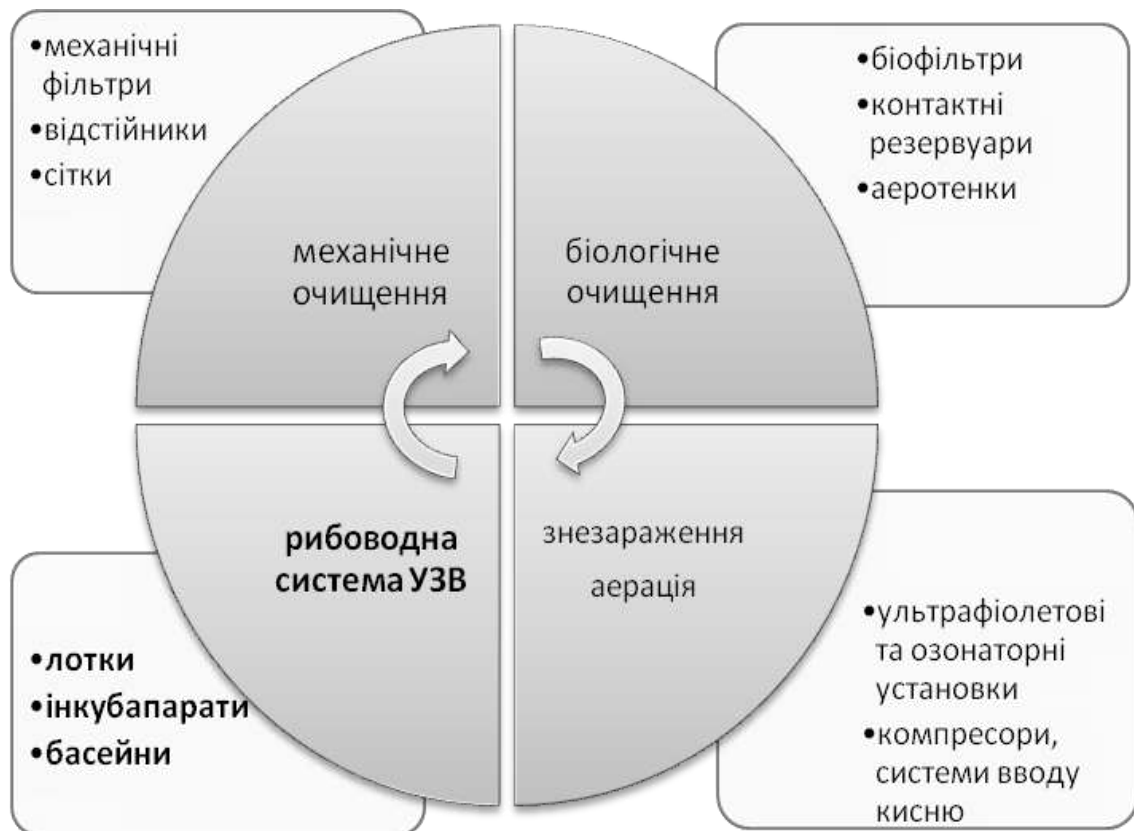 •механічні
фільтри
•відстійники
•сітки
•біофільтри
•контактні
резервуари
•аеротенки
механічне
очищення
біологічне
очищення
рибоводна
система УЗВ
знезараження
аерація
•лотки
•інкубапарати
•басейни
•ультрафіолетові
та озонаторні
установки
•компресори,
системи вводу
кисню